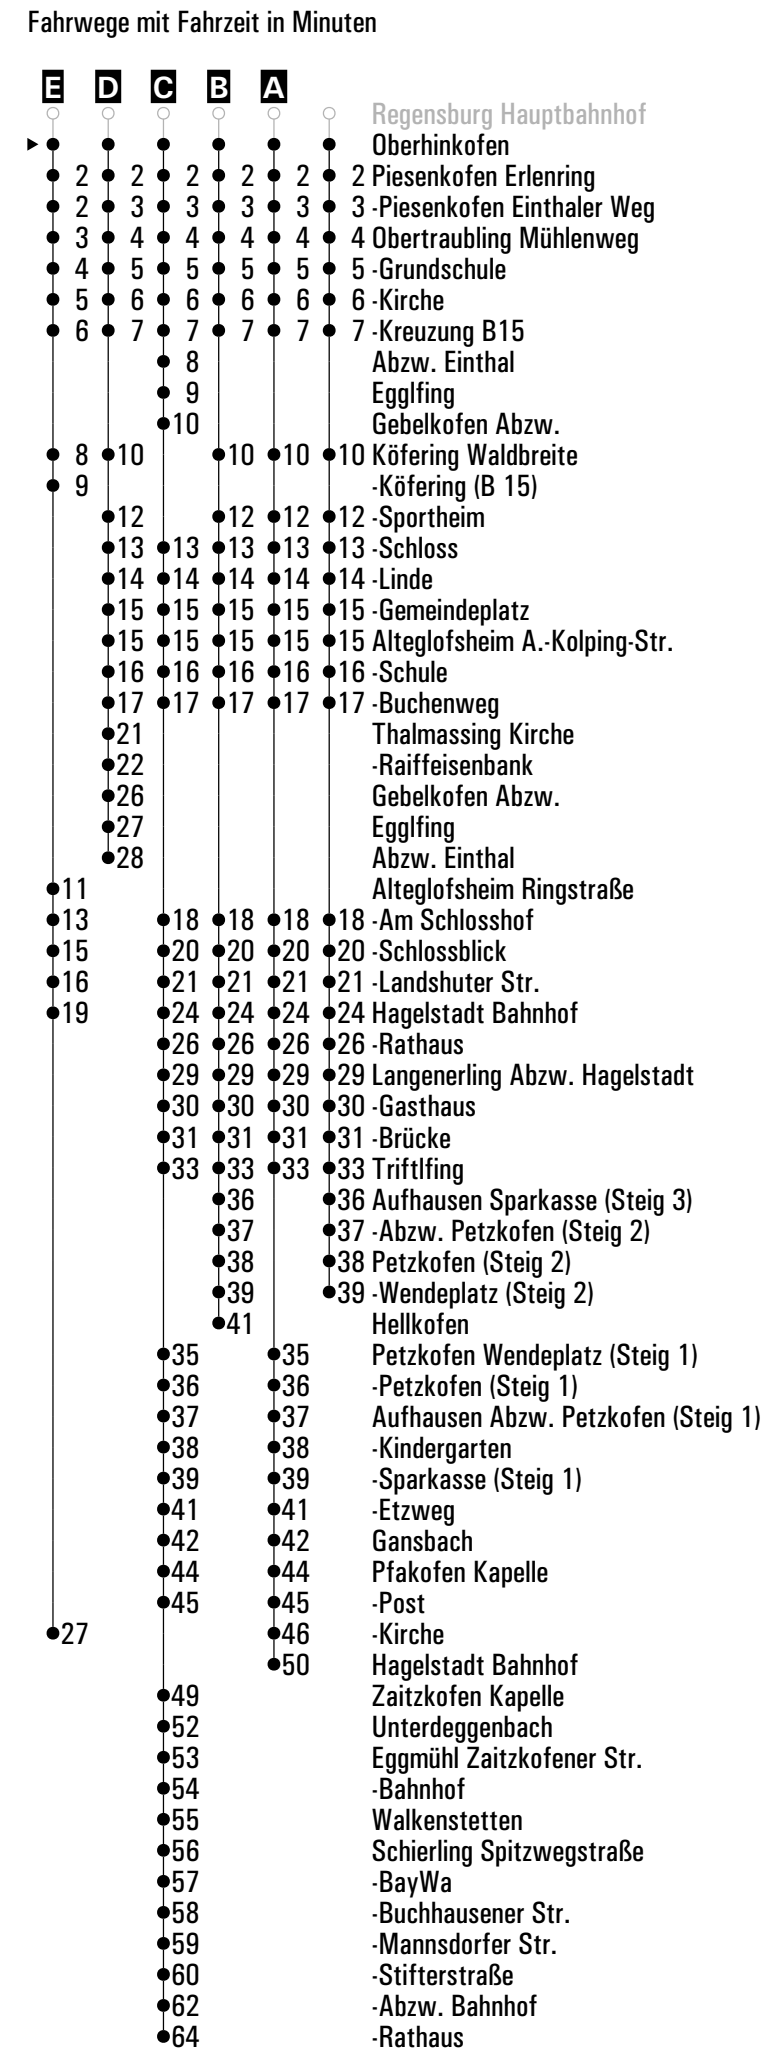 Fahrwege mit Fahrzeit in Minuten
E D C B A
Regensburg Hauptbahnhof
Oberhinkofen
2 2 2 2 2 2 Piesenkofen Erlenring
2 3 3 3 3 3 -Piesenkofen Einthaler Weg
3 4 4 4 4 4 Obertraubling Mühlenweg
4 5 5 5 5 5 -Grundschule
5 6 6 6 6 6 -Kirche
6 7 7 7 7 7 -Kreuzung B15
8 Abzw. Einthal
9 Egglfing
10 Gebelkofen Abzw.
8 10 10 10 10 Köfering Waldbreite
9 -Köfering (B 15)
12 12 12 12 -Sportheim
13 13 13 13 13 -Schloss
14 14 14 14 14 -Linde
15 15 15 15 15 -Gemeindeplatz
15 15 15 15 15 Alteglofsheim A.-Kolping-Str.
16 16 16 16 16 -Schule
17 17 17 17 17 -Buchenweg
21 Thalmassing Kirche
22 -Raiffeisenbank
26 Gebelkofen Abzw.
27 Egglfing
28 Abzw. Einthal
11 Alteglofsheim Ringstraße
13 18 18 18 18 -Am Schlosshof
15 20 20 20 20 -Schlossblick
16 21 21 21 21 -Landshuter Str.
19 24 24 24 24 Hagelstadt Bahnhof
26 26 26 26 -Rathaus
29 29 29 29 Langenerling Abzw. Hagelstadt
30 30 30 30 -Gasthaus
31 31 31 31 -Brücke
33 33 33 33 Triftlfing
36 36 Aufhausen Sparkasse (Steig 3)
37 37 -Abzw. Petzkofen (Steig 2)
38 38 Petzkofen (Steig 2)
39 39 -Wendeplatz (Steig 2)
41 Hellkofen
35 35 Petzkofen Wendeplatz (Steig 1)
36 36 -Petzkofen (Steig 1)
37 37 Aufhausen Abzw. Petzkofen (Steig 1)
38 38 -Kindergarten
39 39 -Sparkasse (Steig 1)
41 41 -Etzweg
42 42 Gansbach
44 44 Pfakofen Kapelle
45 45 -Post
27 46 -Kirche
50 Hagelstadt Bahnhof
49 Zaitzkofen Kapelle
52 Unterdeggenbach
53 Eggmühl Zaitzkofener Str.
54 -Bahnhof
55 Walkenstetten
56 Schierling Spitzwegstraße
57 -BayWa
58 -Buchhausener Str.
59 -Mannsdorfer Str.
60 -Stifterstraße
62 -Abzw. Bahnhof
64 -Rathaus